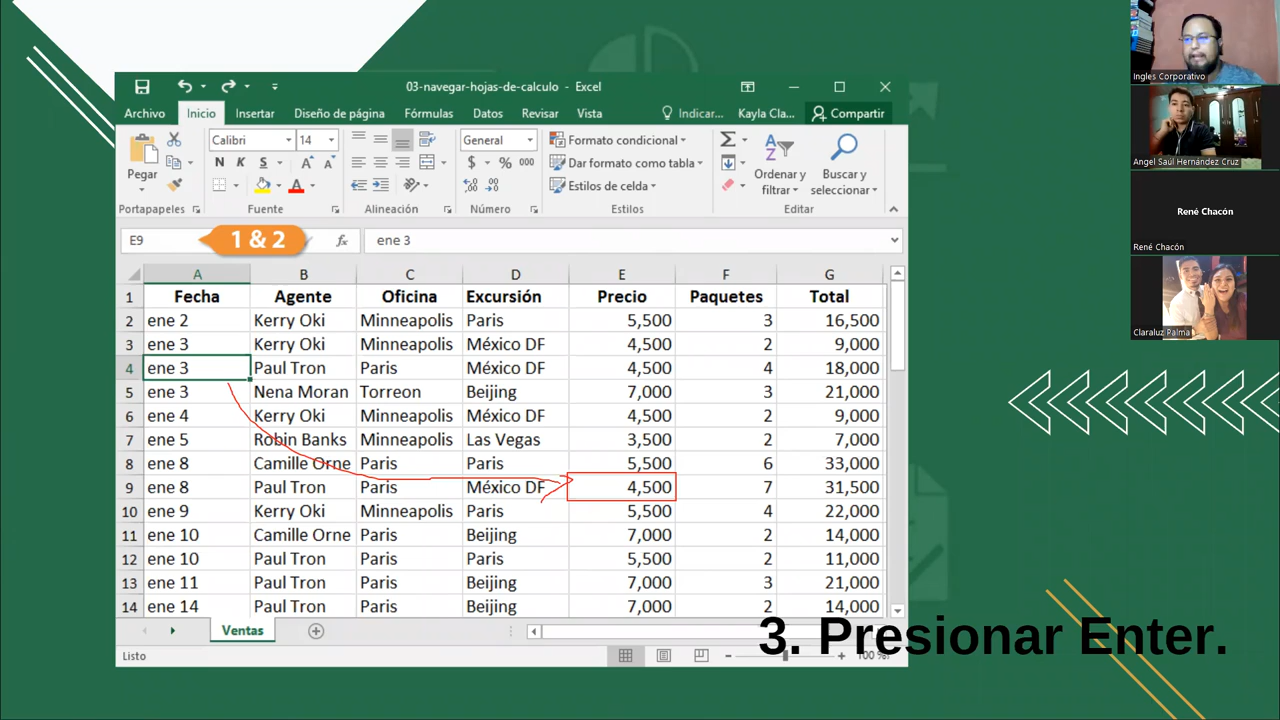 03-navegar-hojas-de-calculo - Excel
Archivo Inicio Insertar Diseño de página Fórmulas Datos Revisar Vista Indicar... Kayla Cla... Compartir
Pegar
Calibri 14
N K S
A A
A
General
$ % 000
Formato condicional
Dar formato como tabla
Estilos de celda
Ordenar y filtrar
Buscar y seleccionar
Portapapeles Fuente Alineación Número Estilos Editar
E9 1 & 2 fx ene 3
A B C D E F G
1 Fecha Agente Oficina Excursión Precio Paquetes Total
2 ene 2 Kerry Oki Minneapolis Paris 5,500 3 16,500
3 ene 3 Kerry Oki Minneapolis México DF 4,500 2 9,000
4 ene 3 Paul Tron Paris México DF 4,500 4 18,000
5 ene 3 Nena Moran Torreon Beijing 7,000 3 21,000
6 ene 4 Kerry Oki Minneapolis México DF 4,500 2 9,000
7 ene 5 Robin Banks Minneapolis Las Vegas 3,500 2 7,000
8 ene 8 Camille Orne Paris Paris 5,500 6 33,000
9 ene 8 Paul Tron Paris México DF 4,500 7 31,500
10 ene 9 Kerry Oki Minneapolis Paris 5,500 4 22,000
11 ene 10 Camille Orne Paris Beijing 7,000 2 14,000
12 ene 10 Paul Tron Paris Paris 5,500 2 11,000
13 ene 11 Paul Tron Paris Beijing 7,000 3 21,000
14 ene 14 Paul Tron Paris Beijing 7,000 2 14,000
Ventas
Listo 100 %
3. Presionar Enter.
Ingles Corporativo
Angel Saúl Hernández Cruz
René Chacón
René Chacón
Claraluz Palma